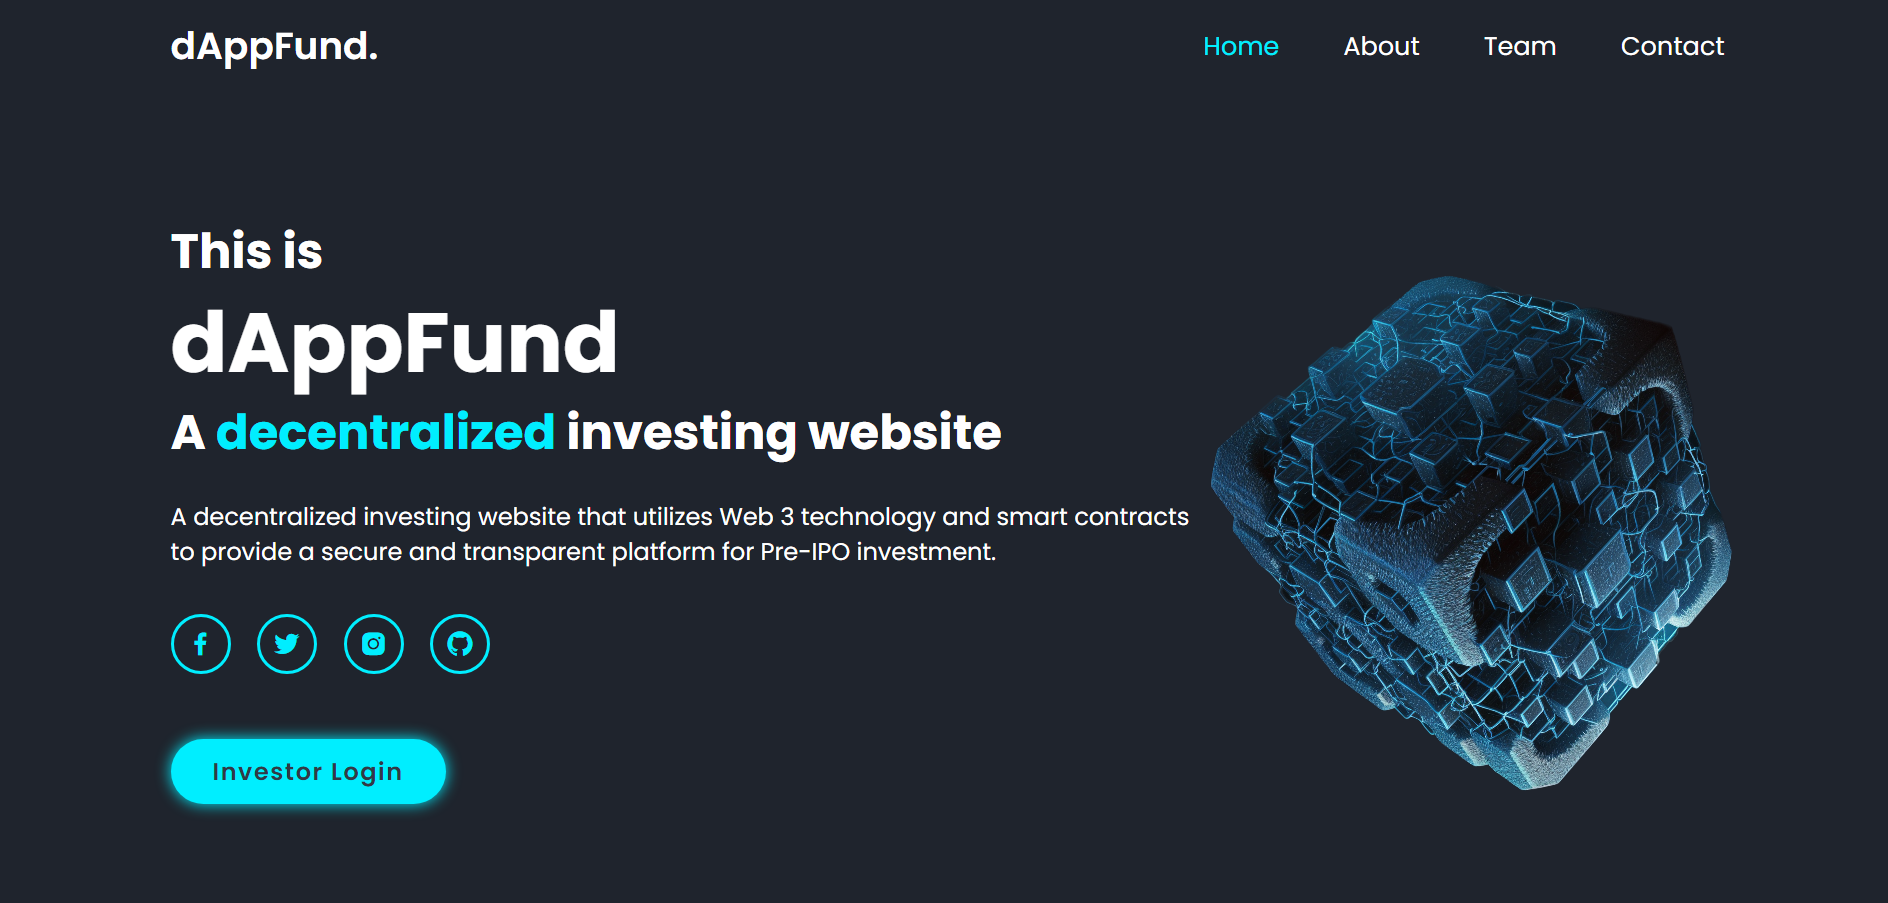 dAppFund.
Home About Team Contact
This is
dAppFund
A decentralized investing website
A decentralized investing website that utilizes Web 3 technology and smart contracts
to provide a secure and transparent platform for Pre-IPO investment.
Investor Login